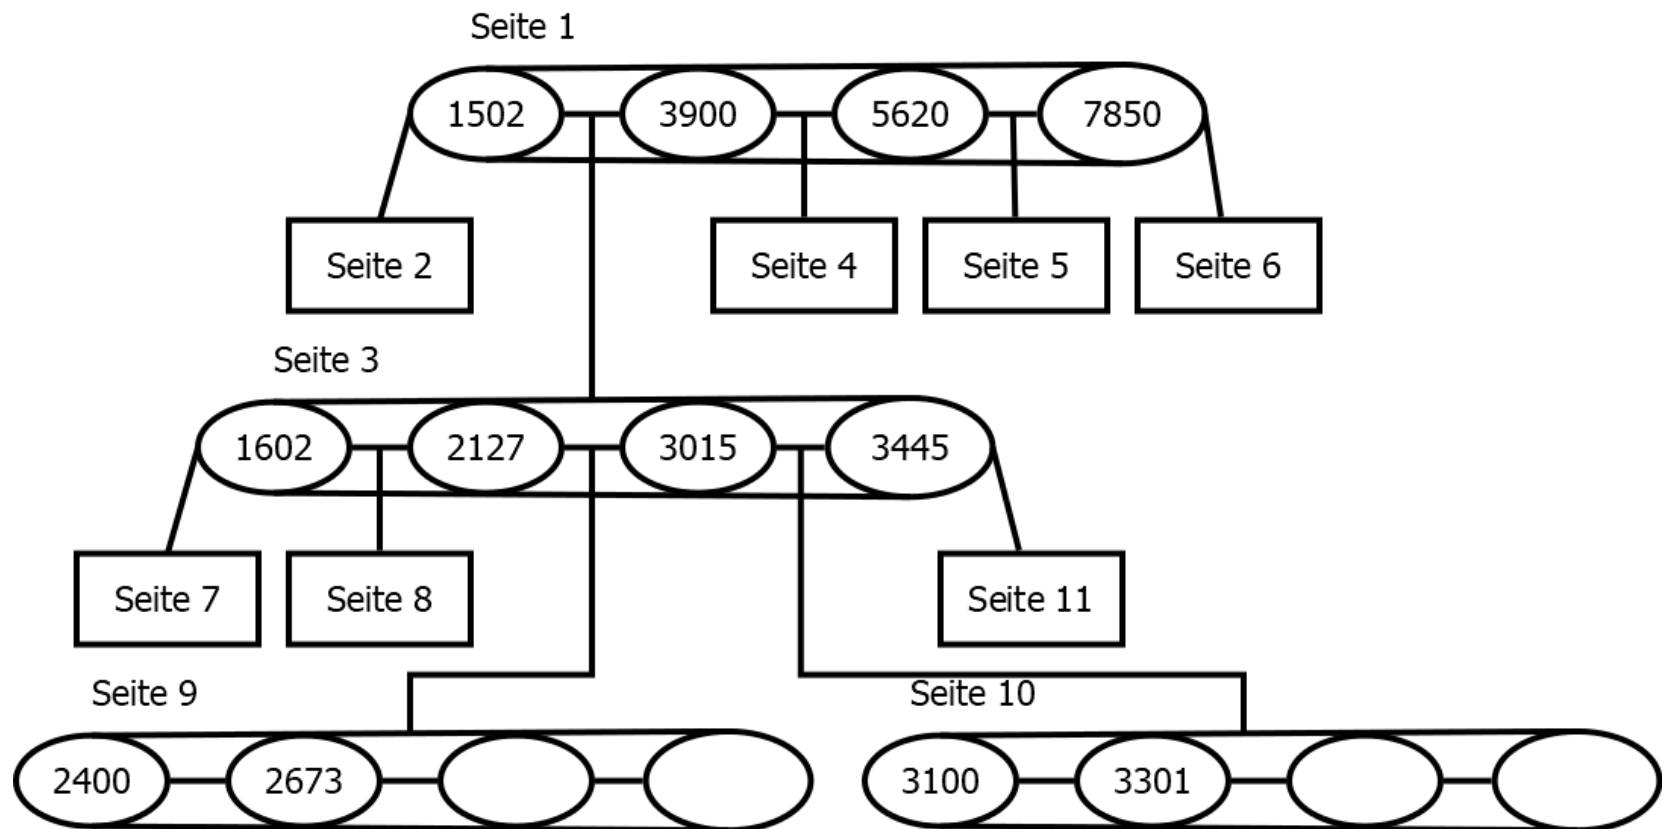 Seite 1
1502 3900 5620 7850
Seite 2 Seite 4 Seite 5 Seite 6
Seite 3
1602 2127 3015 3445
Seite 7 Seite 8 Seite 11
Seite 9 Seite 10
2400 2673 3100 3301